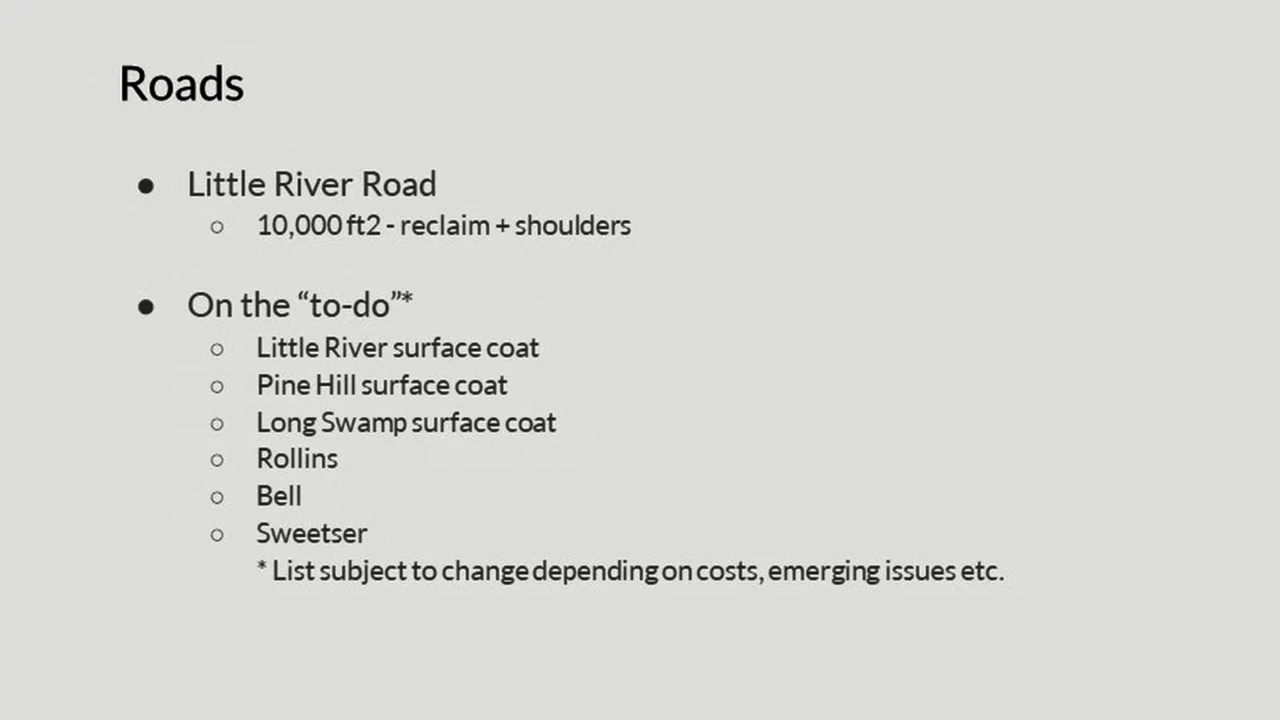 Roads
● Little River Road
○ 10,000 ft2 - reclaim + shoulders
● On the “to-do”*
○ Little River surface coat
○ Pine Hill surface coat
○ Long Swamp surface coat
○ Rollins
○ Bell
○ Sweetser
* List subject to change depending on costs, emerging issues etc.